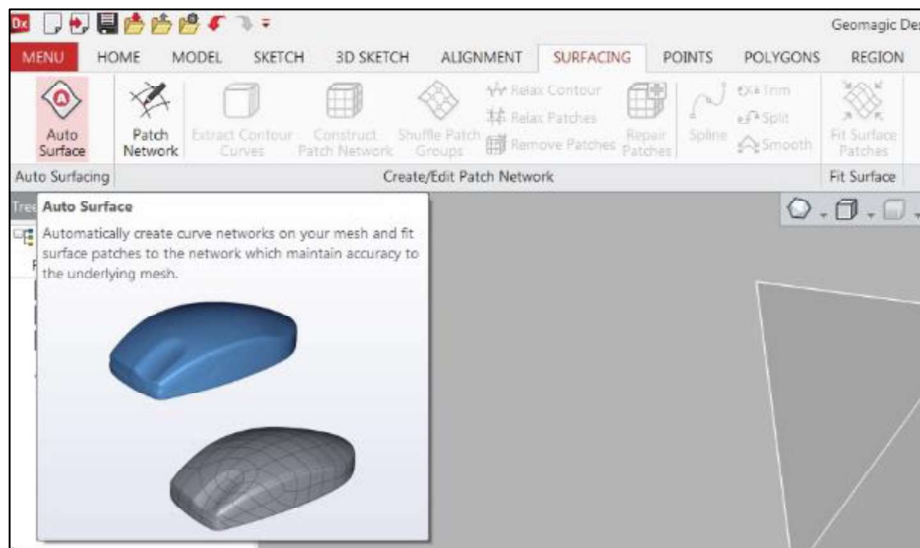 Dx
Geomagic Des
MENU HOME MODEL SKETCH 3D SKETCH ALIGNMENT SURFACING POINTS POLYGONS REGION
Auto Surface
Patch Network
Extract Contour Curves
Construct Patch Network
Shuffle Patch Groups
Relax Contour
Relax Patches
Remove Patches
Repair Patches
Spline
Trim
Split
Smooth
Fit Surface Patches
Auto Surfacing Create/Edit Patch Network Fit Surface
Tree
Auto Surface
Automatically create curve networks on your mesh and fit
surface patches to the network which maintain accuracy to
the underlying mesh.